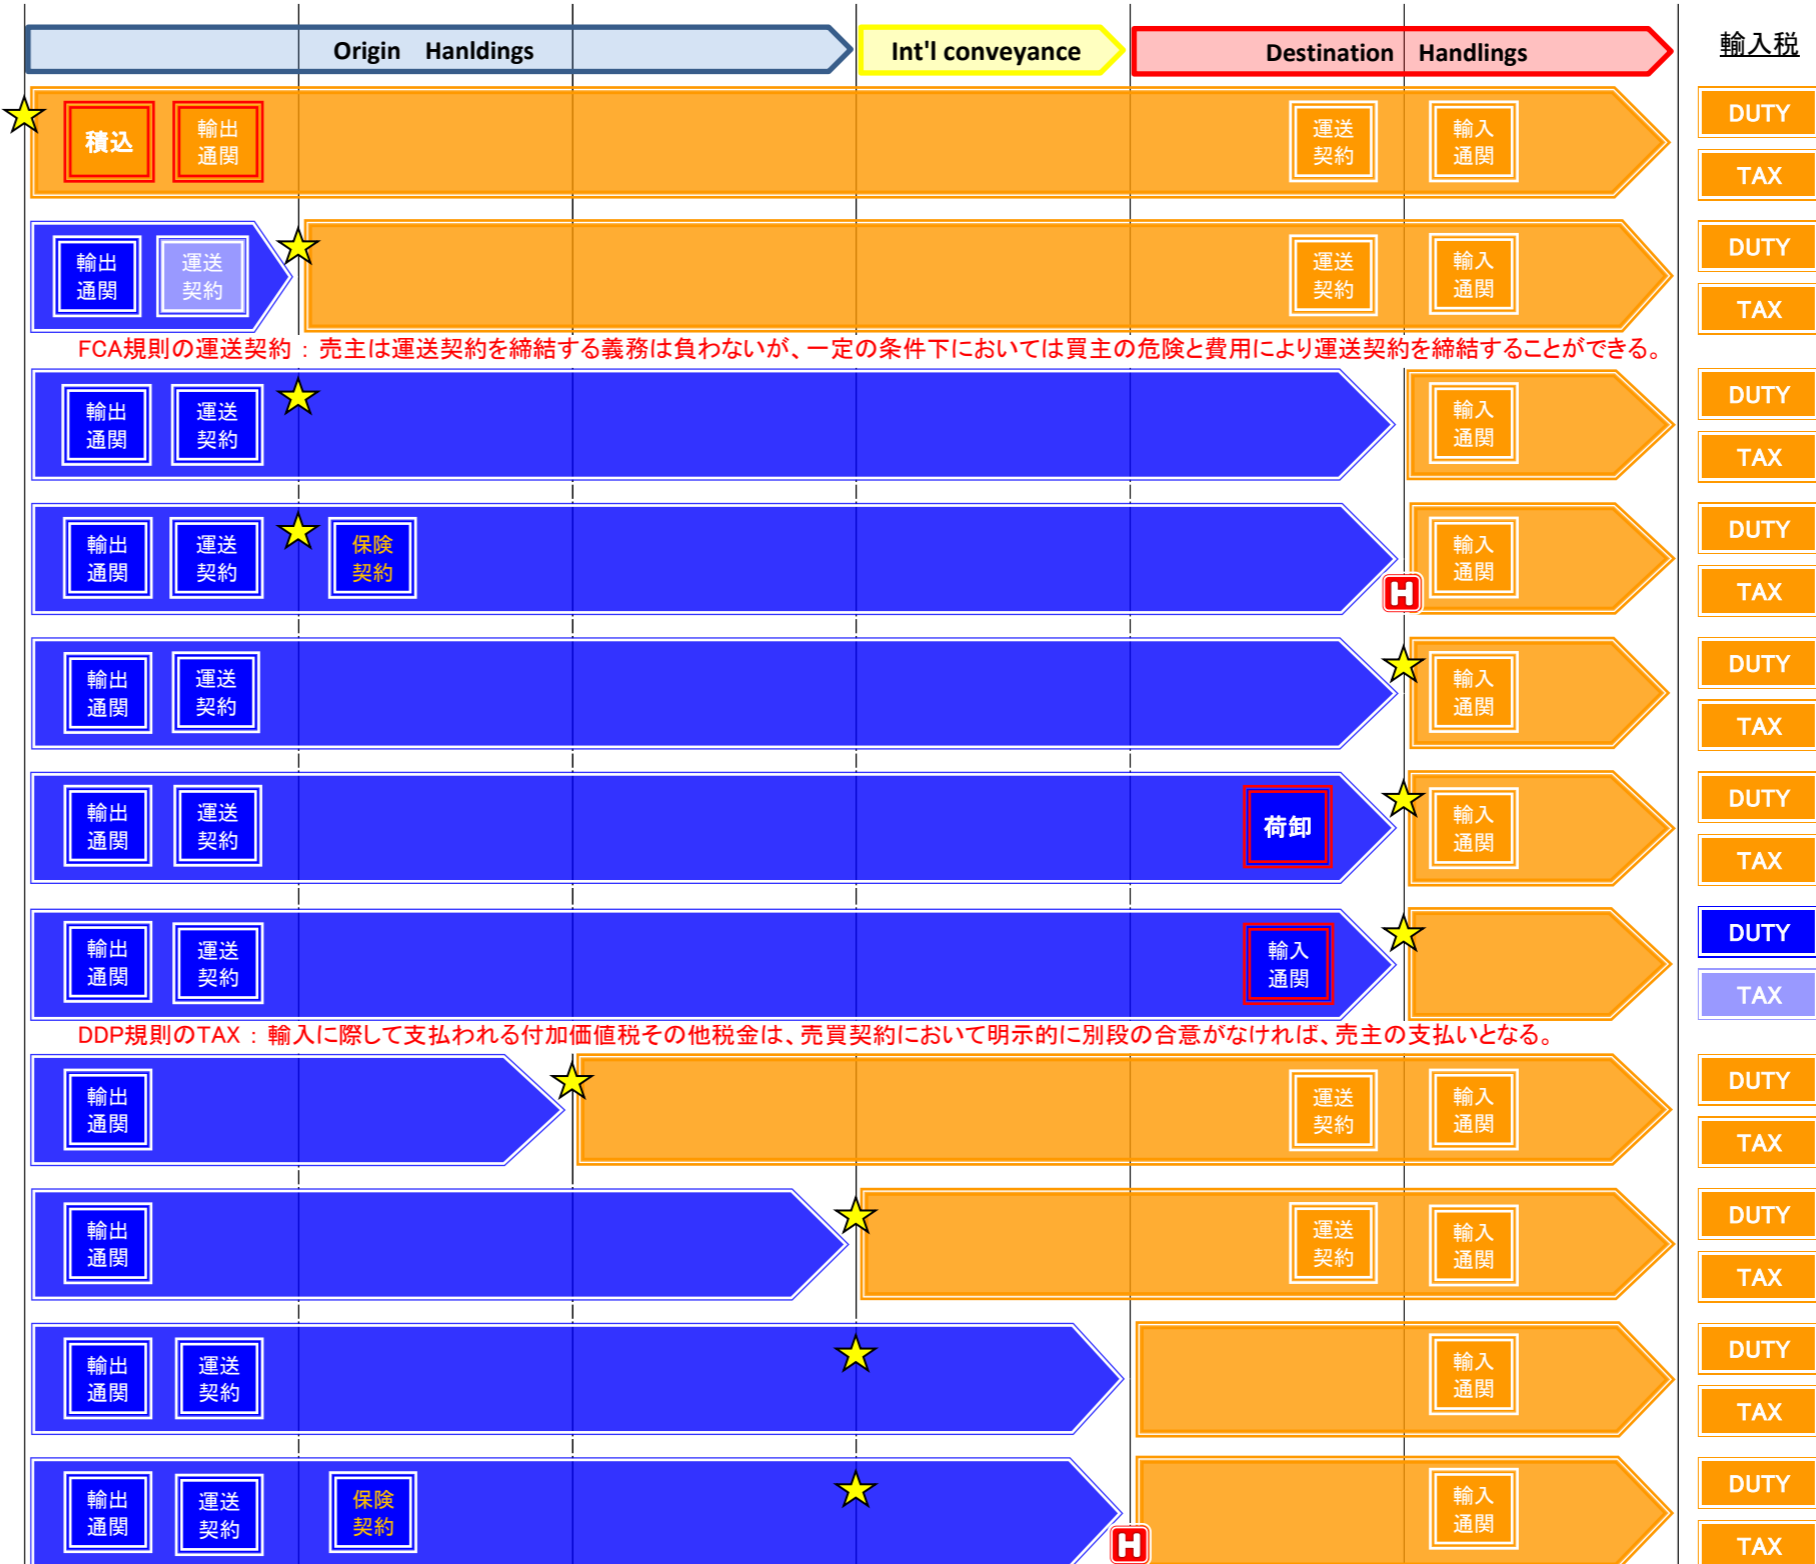 Origin Hanldings
Int'l conveyance
Destination Handlings
輸入税
積込
輸出
通関
運送
契約
輸入
通関
DUTY
TAX
輸出
通関
運送
契約
運送
契約
輸入
通関
DUTY
TAX
FCA規則の運送契約：売主は運送契約を締結する義務は負わないが、一定の条件下においては買主の危険と費用により運送契約を締結することができる。
輸出
通関
運送
契約
輸入
通関
DUTY
TAX
輸出
通関
運送
契約
保険
契約
H
輸入
通関
DUTY
TAX
輸出
通関
運送
契約
輸入
通関
DUTY
TAX
輸出
通関
運送
契約
荷卸
輸入
通関
DUTY
TAX
輸出
通関
運送
契約
輸入
通関
DUTY
TAX
DDP規則のTAX：輸入に際して支払われる付加価値税その他税金は、売買契約において明示的に別段の合意がなければ、売主の支払いとなる。
輸出
通関
運送
契約
輸入
通関
DUTY
TAX
輸出
通関
運送
契約
輸入
通関
DUTY
TAX
輸出
通関
運送
契約
輸入
通関
DUTY
TAX
輸出
通関
運送
契約
保険
契約
H
輸入
通関
DUTY
TAX